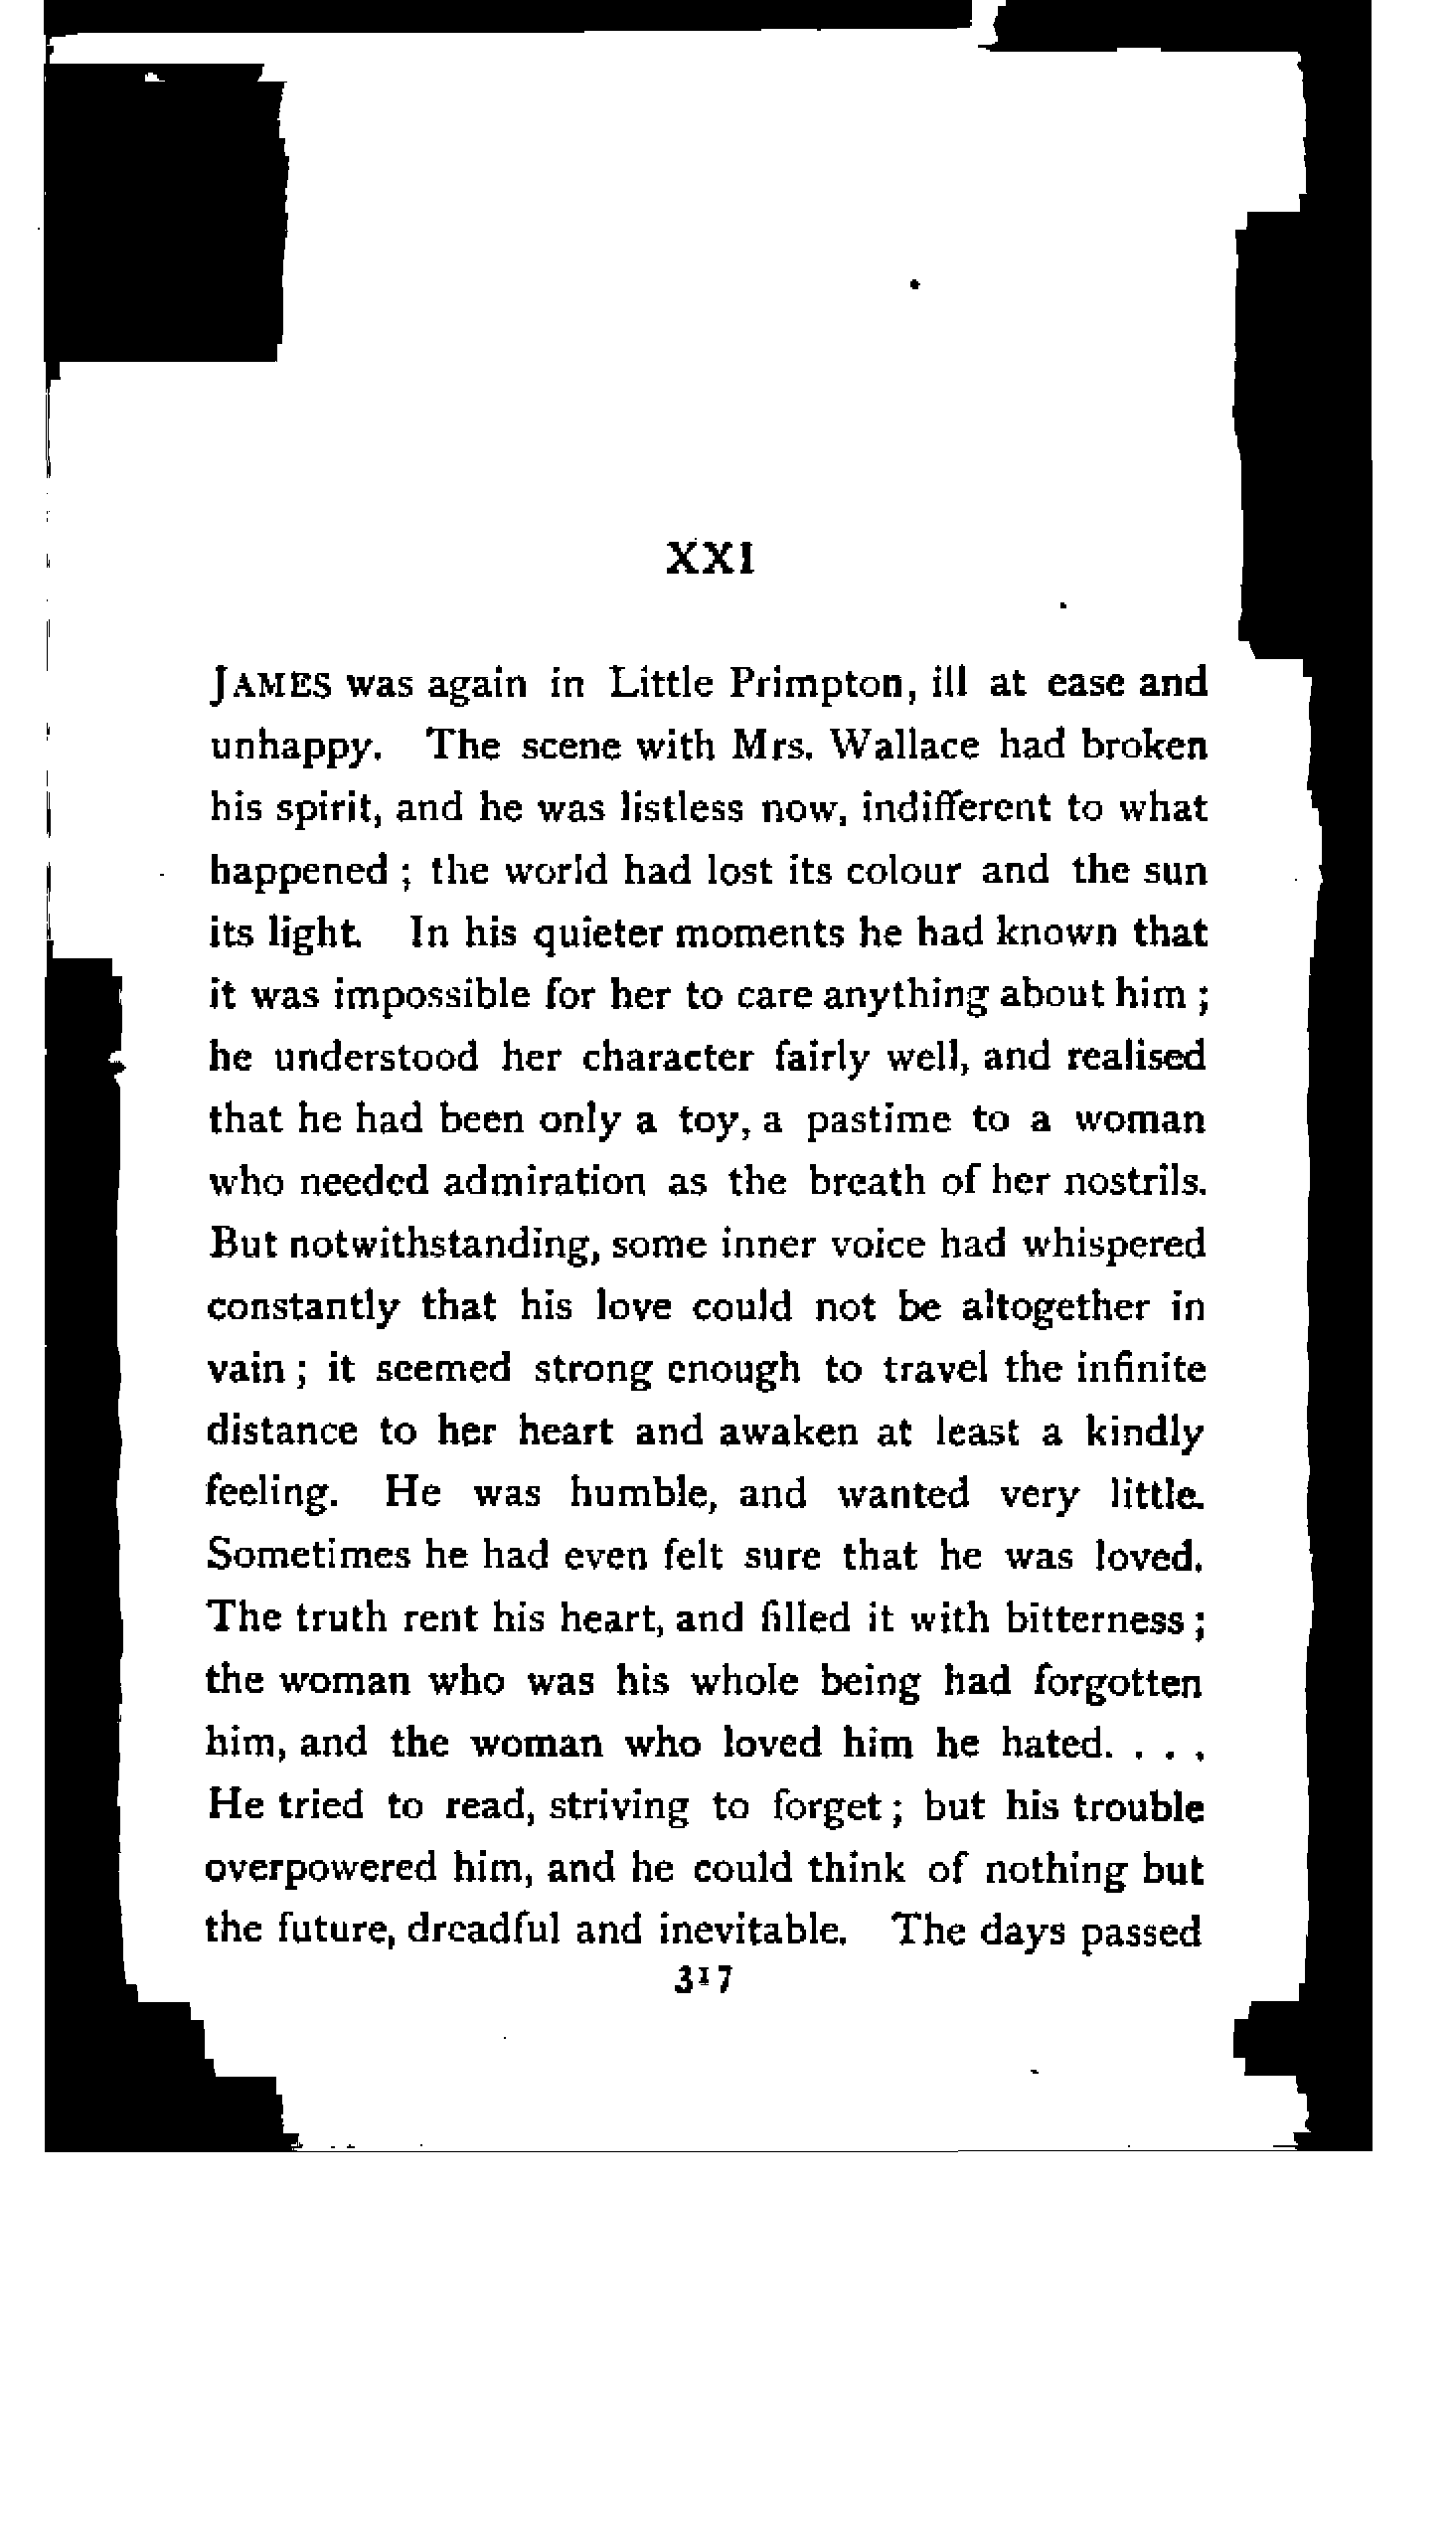 XXI
JAMES was again in Little Primpton, ill at ease and
unhappy. The scene with Mrs. Wallace had broken
his spirit, and he was listless now, indifferent to what
happened ; the world had lost its colour and the sun
its light. In his quieter moments he had known that
it was impossible for her to care anything about him ;
he understood her character fairly well, and realised
that he had been only a toy, a pastime to a woman
who needed admiration as the breath of her nostrils.
But notwithstanding, some inner voice had whispered
constantly that his love could not be altogether in
vain ; it seemed strong enough to travel the infinite
distance to her heart and awaken at least a kindly
feeling. He was humble, and wanted very little.
Sometimes he had even felt sure that he was loved.
The truth rent his heart, and filled it with bitterness ;
the woman who was his whole being had forgotten
him, and the woman who loved him he hated. . . .
He tried to read, striving to forget ; but his trouble
overpowered him, and he could think of nothing but
the future, dreadful and inevitable. The days passed
317